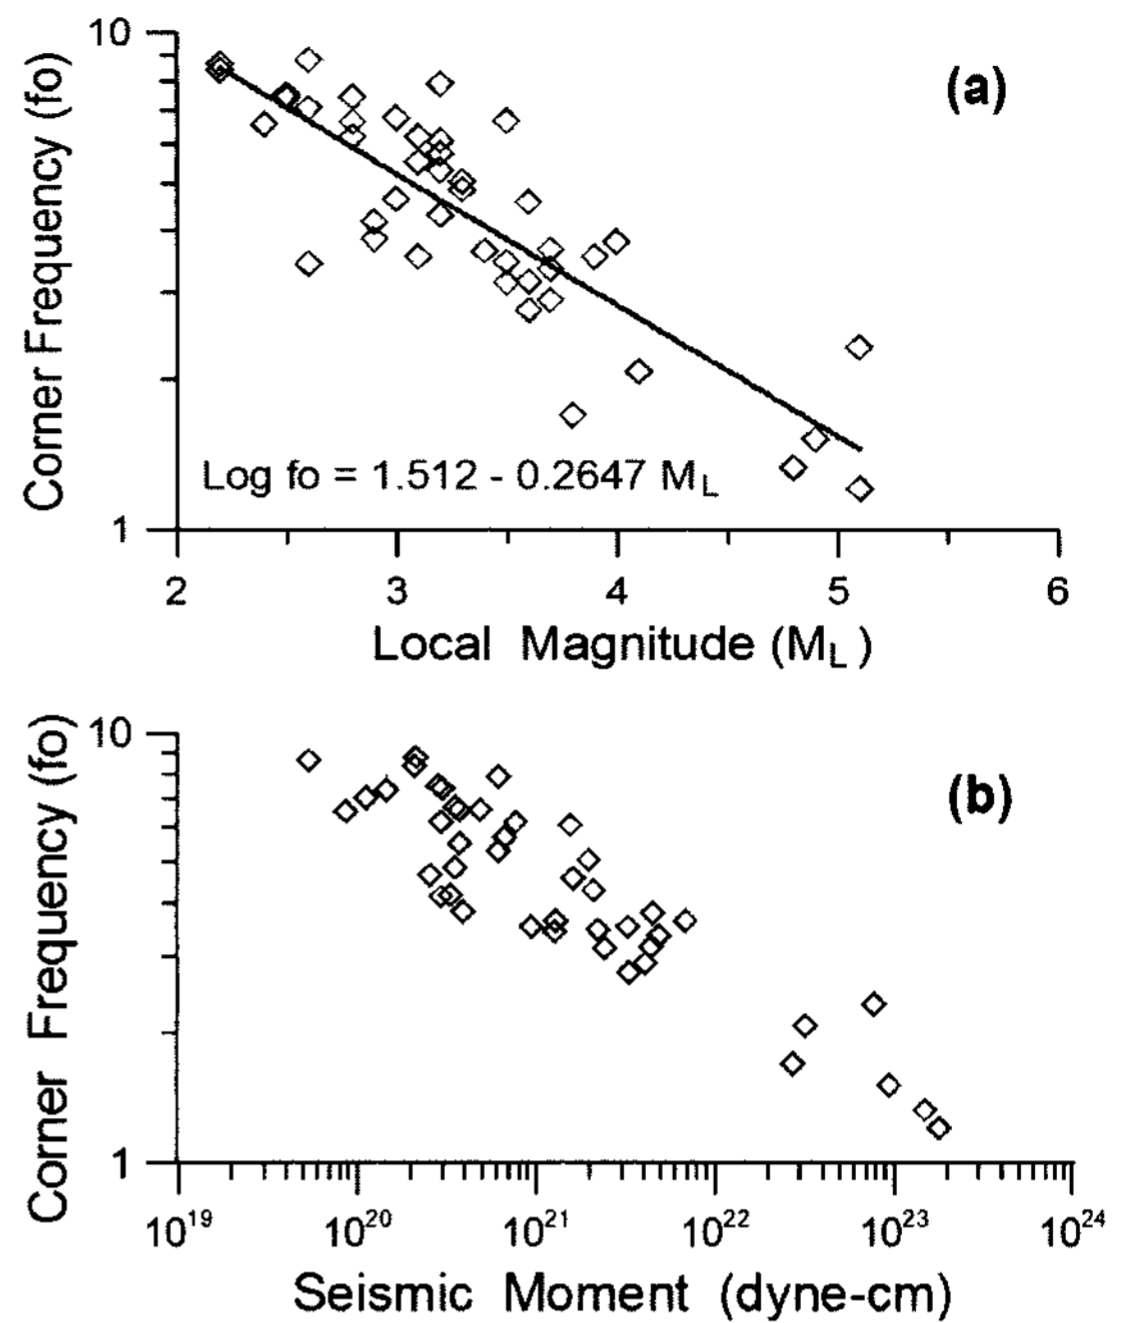 10
(a)
Corner Frequency (fo)
Log fo = 1.512 - 0.2647 M_L
1
2 3 4 5 6
Local Magnitude (M_L)
10
(b)
Corner Frequency (fo)
1
10^19 10^20 10^21 10^22 10^23 10^24
Seismic Moment (dyne-cm)